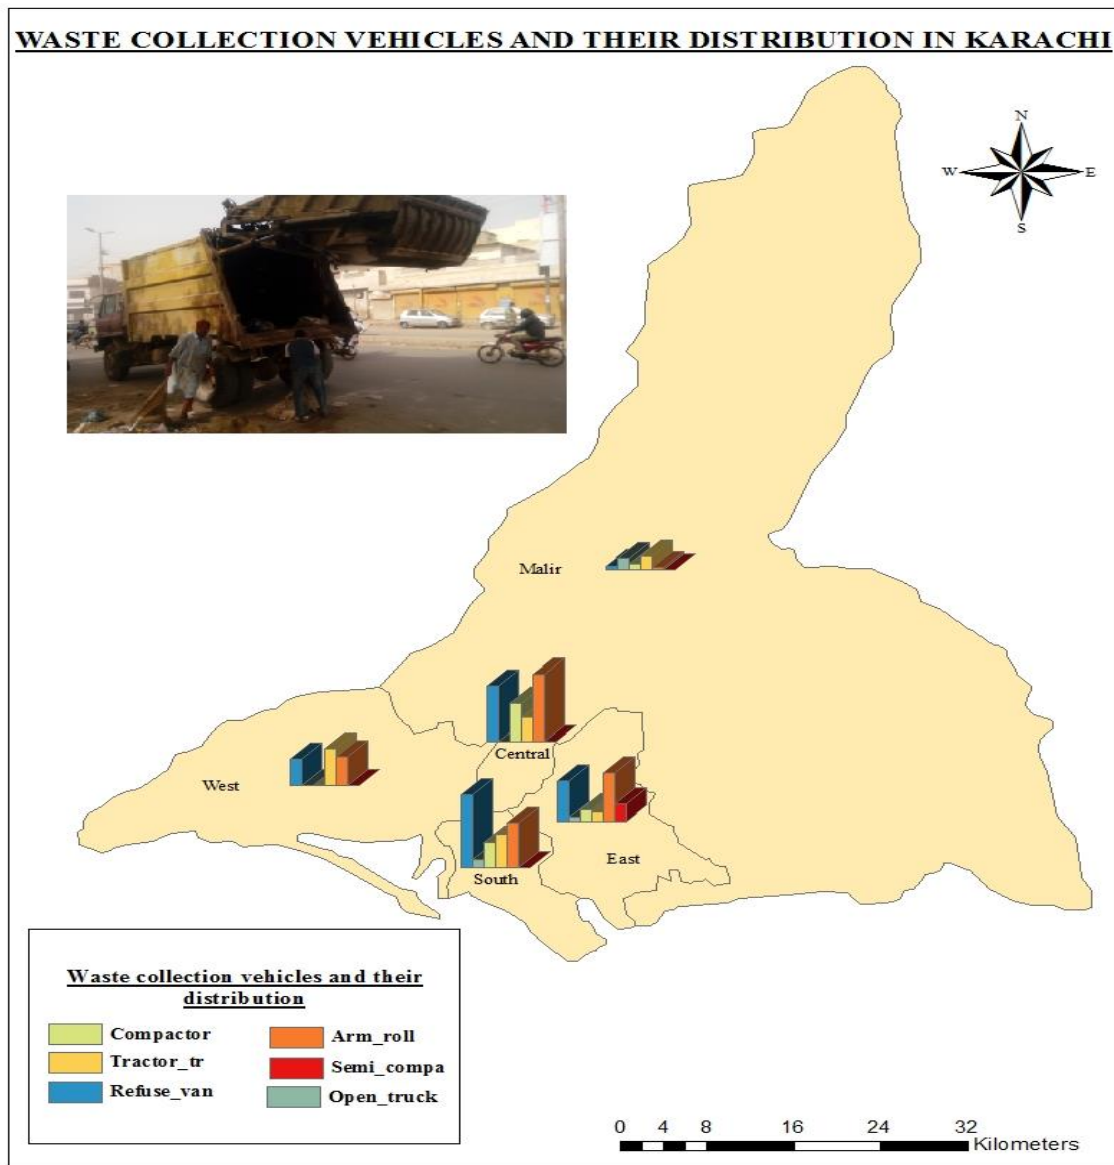 WASTE COLLECTION VEHICLES AND THEIR DISTRIBUTION IN KARACHI
N
W
E
S
Malir
Central
West
East
South
Waste collection vehicles and their
distribution
Compactor
Arm_roll
Tractor_tr
Semi_compa
Refuse_van
Open_truck
0 4 8 16 24 32
Kilometers